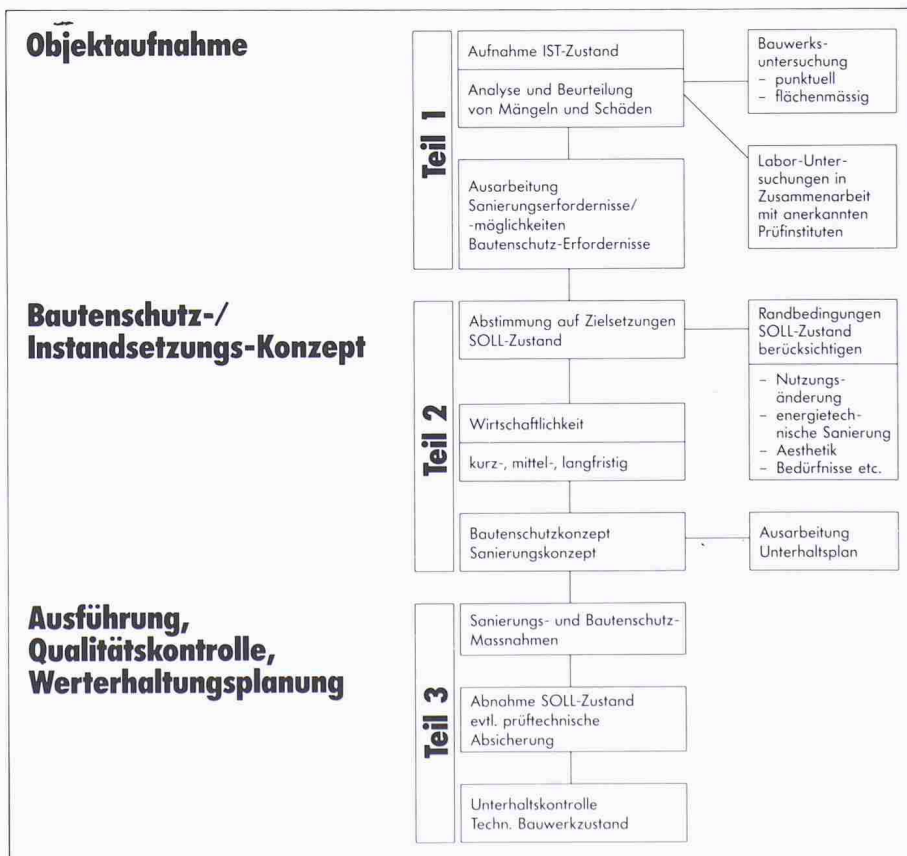 Objektaufnahme
Teil 1
Aufnahme IST-Zustand
Analyse und Beurteilung
von Mängeln und Schäden
Bauwerks-
untersuchung
– punktuell
– flächenmässig
Labor-Unter-
suchungen in
Zusammenarbeit
mit anerkannten
Prüfinstituten
Ausarbeitung
Sanierungserfordernisse/
-möglichkeiten
Bautenschutz-Erfordernisse
Bautenschutz-/
Instandsetzungs-Konzept
Teil 2
Abstimmung auf Zielsetzungen
SOLL-Zustand
Randbedingungen
SOLL-Zustand
berücksichtigen
– Nutzungs-
änderung
– energietech-
nische Sanierung
– Aesthetik
– Bedürfnisse etc.
Wirtschaftlichkeit
kurz-, mittel-, langfristig
Bautenschutzkonzept
Sanierungskonzept
Ausarbeitung
Unterhaltsplan
Ausführung,
Qualitätskontrolle,
Werterhaltungsplanung
Teil 3
Sanierungs- und Bautenschutz-
Massnahmen
Abnahme SOLL-Zustand
evtl. prüftechnische
Absicherung
Unterhaltskontrolle
Techn. Bauwerkzustand